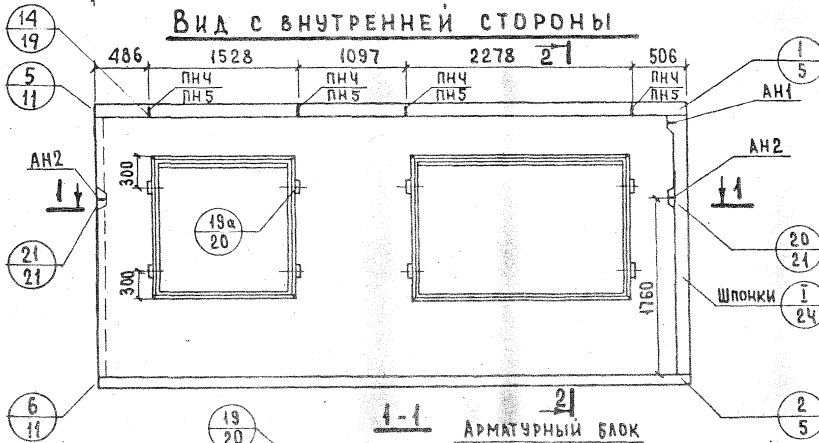 Вид с внутренней стороны
14
19
486
1528
1097
2278
506
2
1
5
5
11
ПН4
ПН5
ПН4
ПН5
ПН4
ПН5
ПН4
ПН5
АН1
АН2
АН2
300
1
1
19а
20
21
21
20
21
300
1760
Шпонки
I
24
6
11
19
20
1-1
2
Арматурный блок
2
5